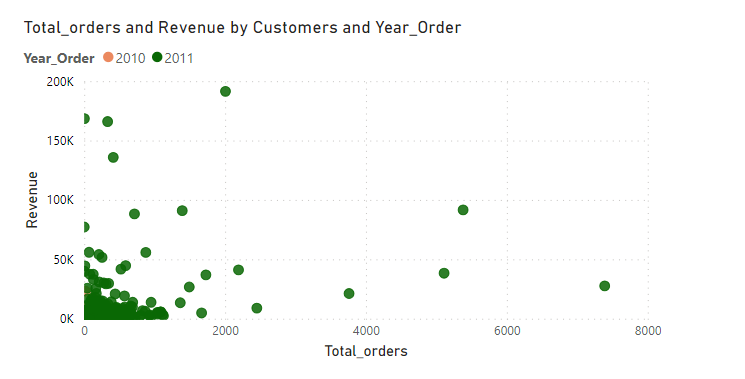 Total_orders and Revenue by Customers and Year_Order
Year_Order 2010 2011
200K
150K
100K
50K
0K
Revenue
0 2000 4000 6000 8000
Total_orders